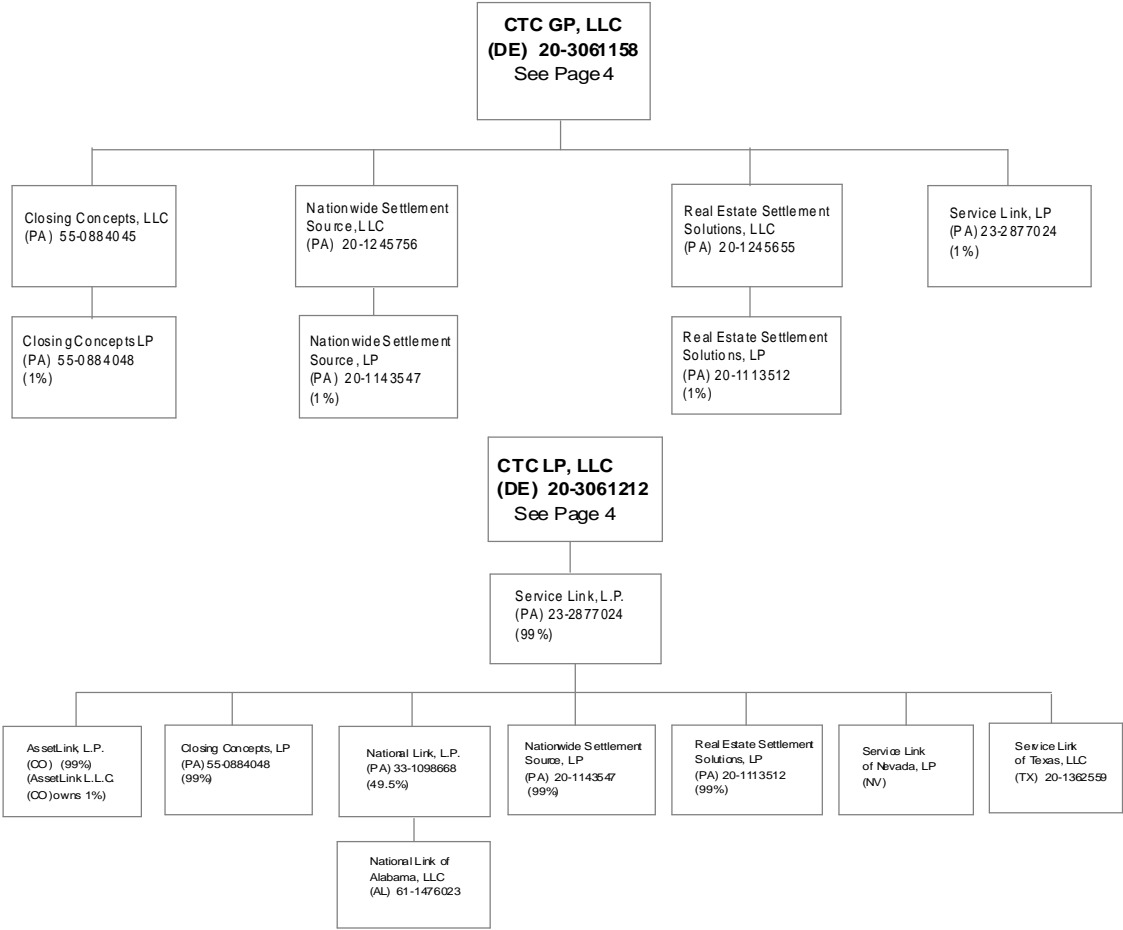 CTC GP, LLC
(DE) 20-3061158
See Page 4
Closing Concepts, LLC
(PA) 55-0884045
Nationwide Settlement
Source, LLC
(PA) 20-1245756
Real Estate Settlement
Solutions, LLC
(PA) 20-1245655
Service Link, LP
(PA) 23-2877024
(1%)
Closing Concepts LP
(PA) 55-0884048
(1%)
Nationwide Settlement
Source, LP
(PA) 20-1143547
(1%)
Real Estate Settlement
Solutions, LP
(PA) 20-1113512
(1%)
CTC LP, LLC
(DE) 20-3061212
See Page 4
Service Link, L.P.
(PA) 23-2877024
(99%)
AssetLink, L.P.
(CO) (99%)
(AssetLink L.L.C.
(CO) owns 1%)
Closing Concepts, LP
(PA) 55-0884048
(99%)
National Link, L.P.
(PA) 33-1098668
(49.5%)
Nationwide Settlement
Source, LP
(PA) 20-1143547
(99%)
Real Estate Settlement
Solutions, LP
(PA) 20-1113512
(99%)
Service Link
of Nevada, LP
(NV)
Service Link
of Texas, LLC
(TX) 20-1362559
National Link of
Alabama, LLC
(AL) 61-1476023